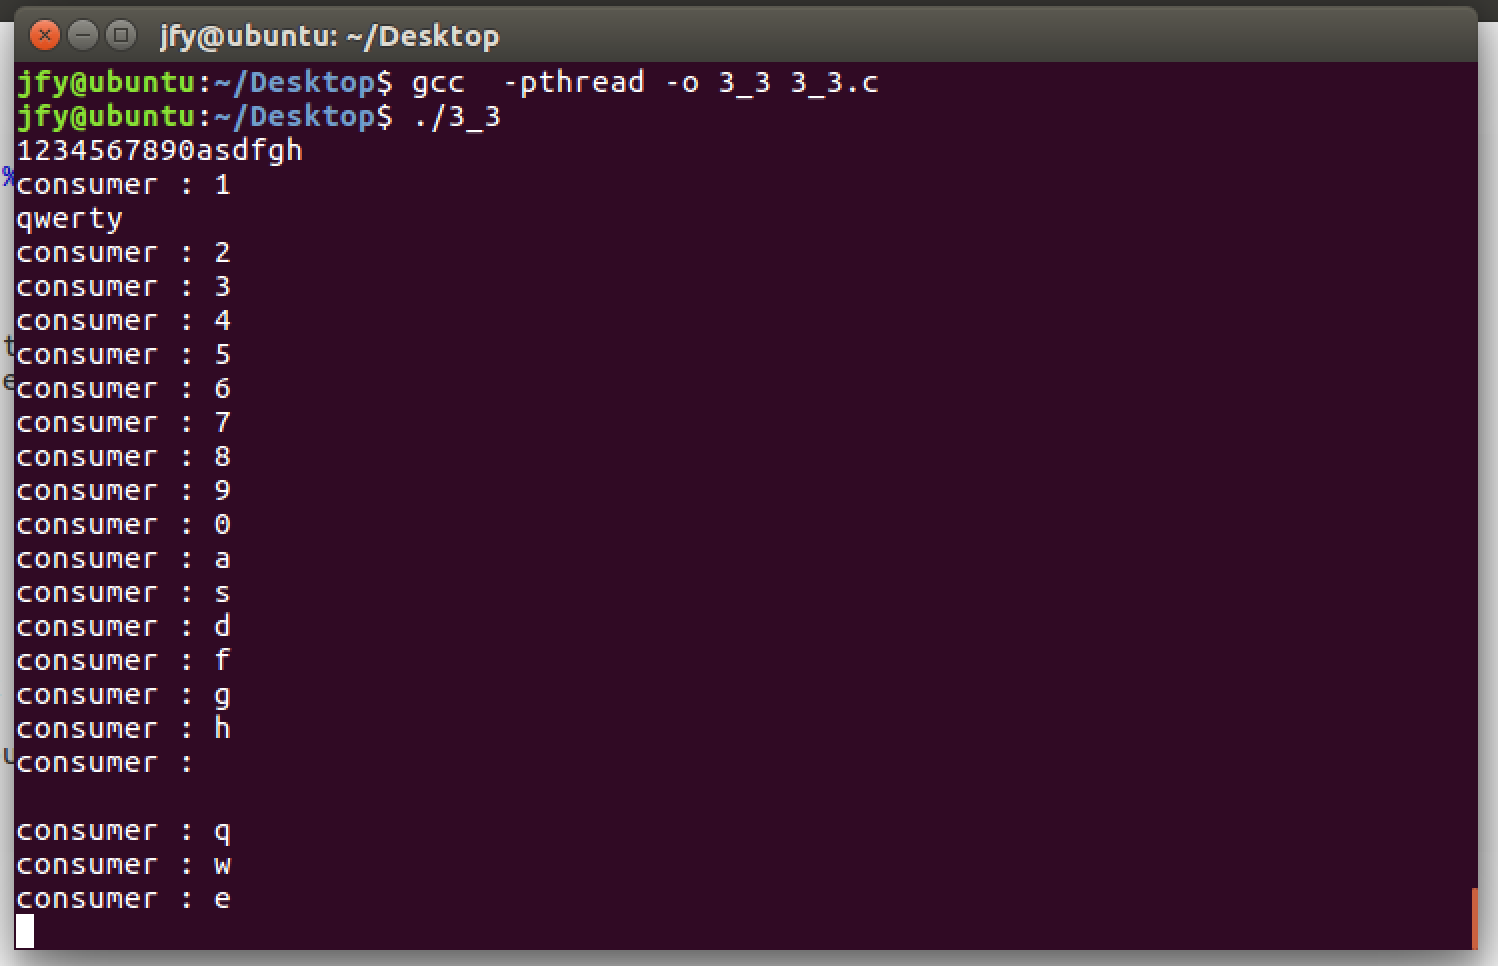 jfy@ubuntu: ~/Desktop
jfy@ubuntu:~/Desktop$ gcc  -pthread -o 3_3 3_3.c
jfy@ubuntu:~/Desktop$ ./3_3
1234567890asdfgh
consumer : 1
qwerty
consumer : 2
consumer : 3
consumer : 4
consumer : 5
consumer : 6
consumer : 7
consumer : 8
consumer : 9
consumer : 0
consumer : a
consumer : s
consumer : d
consumer : f
consumer : g
consumer : h
consumer :
consumer : q
consumer : w
consumer : e